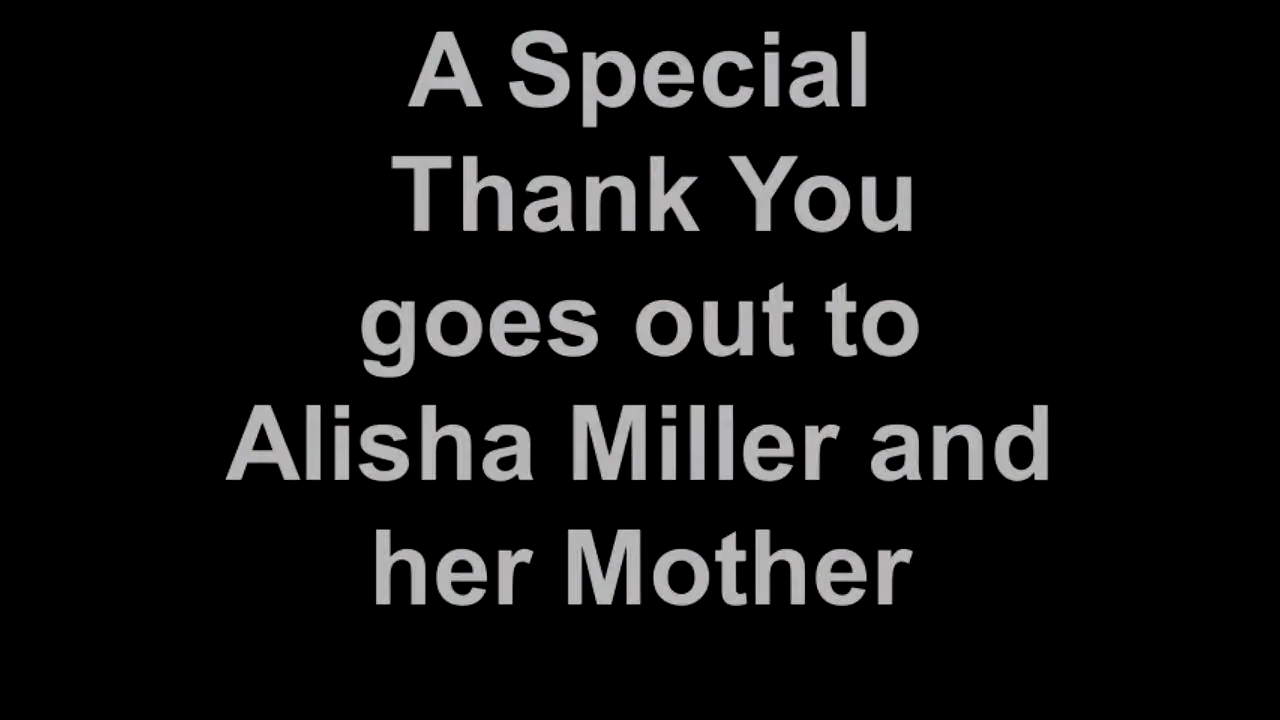 A Special
Thank You
goes out to
Alisha Miller and
her Mother